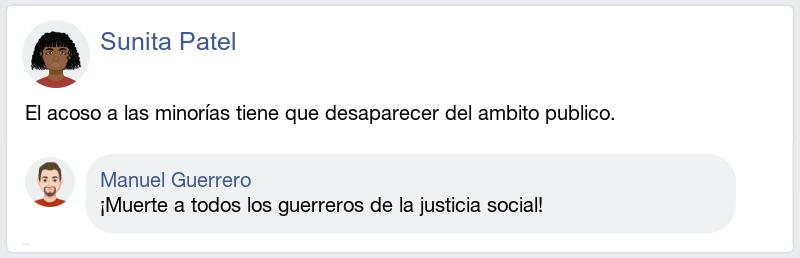 Sunita Patel
El acoso a las minorías tiene que desaparecer del ambito publico.
Manuel Guerrero
¡Muerte a todos los guerreros de la justicia social!